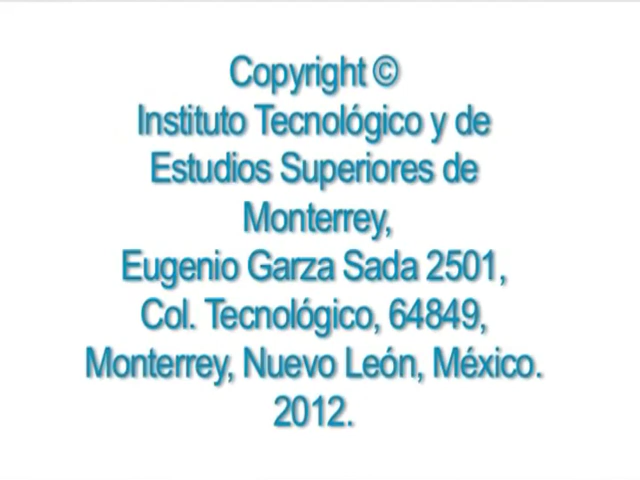 Copyright ©
Instituto Tecnológico y de
Estudios Superiores de
Monterrey,
Eugenio Garza Sada 2501,
Col. Tecnológico, 64849,
Monterrey, Nuevo León, México.
2012.